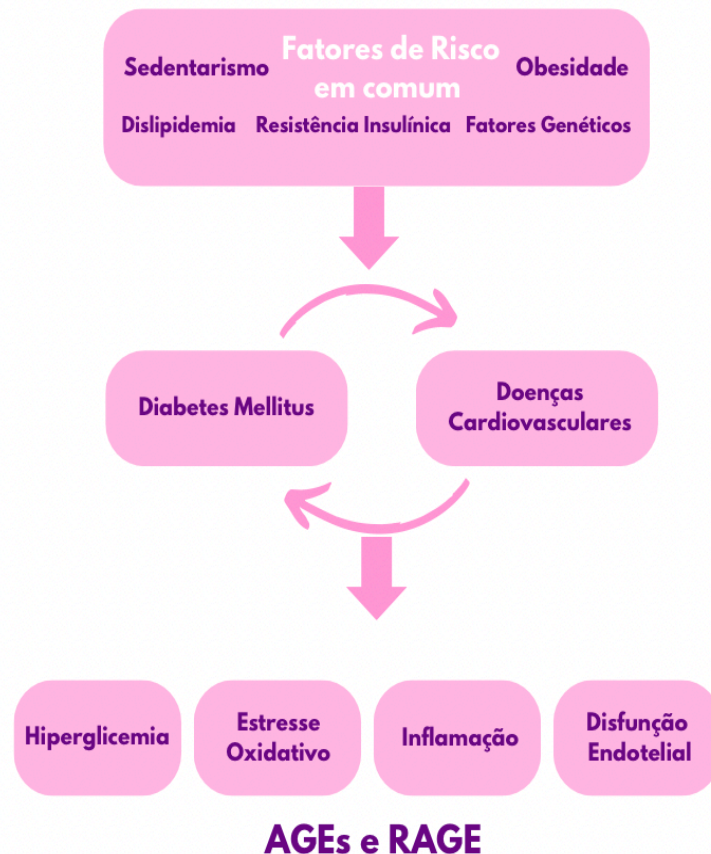 Fatores de Risco
em comum
Sedentarismo
Obesidade
Dislipidemia Resistência Insulínica Fatores Genéticos
Diabetes Mellitus
Doenças
Cardiovasculares
Hiperglicemia
Estresse
Oxidativo
Inflamação
Disfunção
Endotelial
AGEs e RAGE